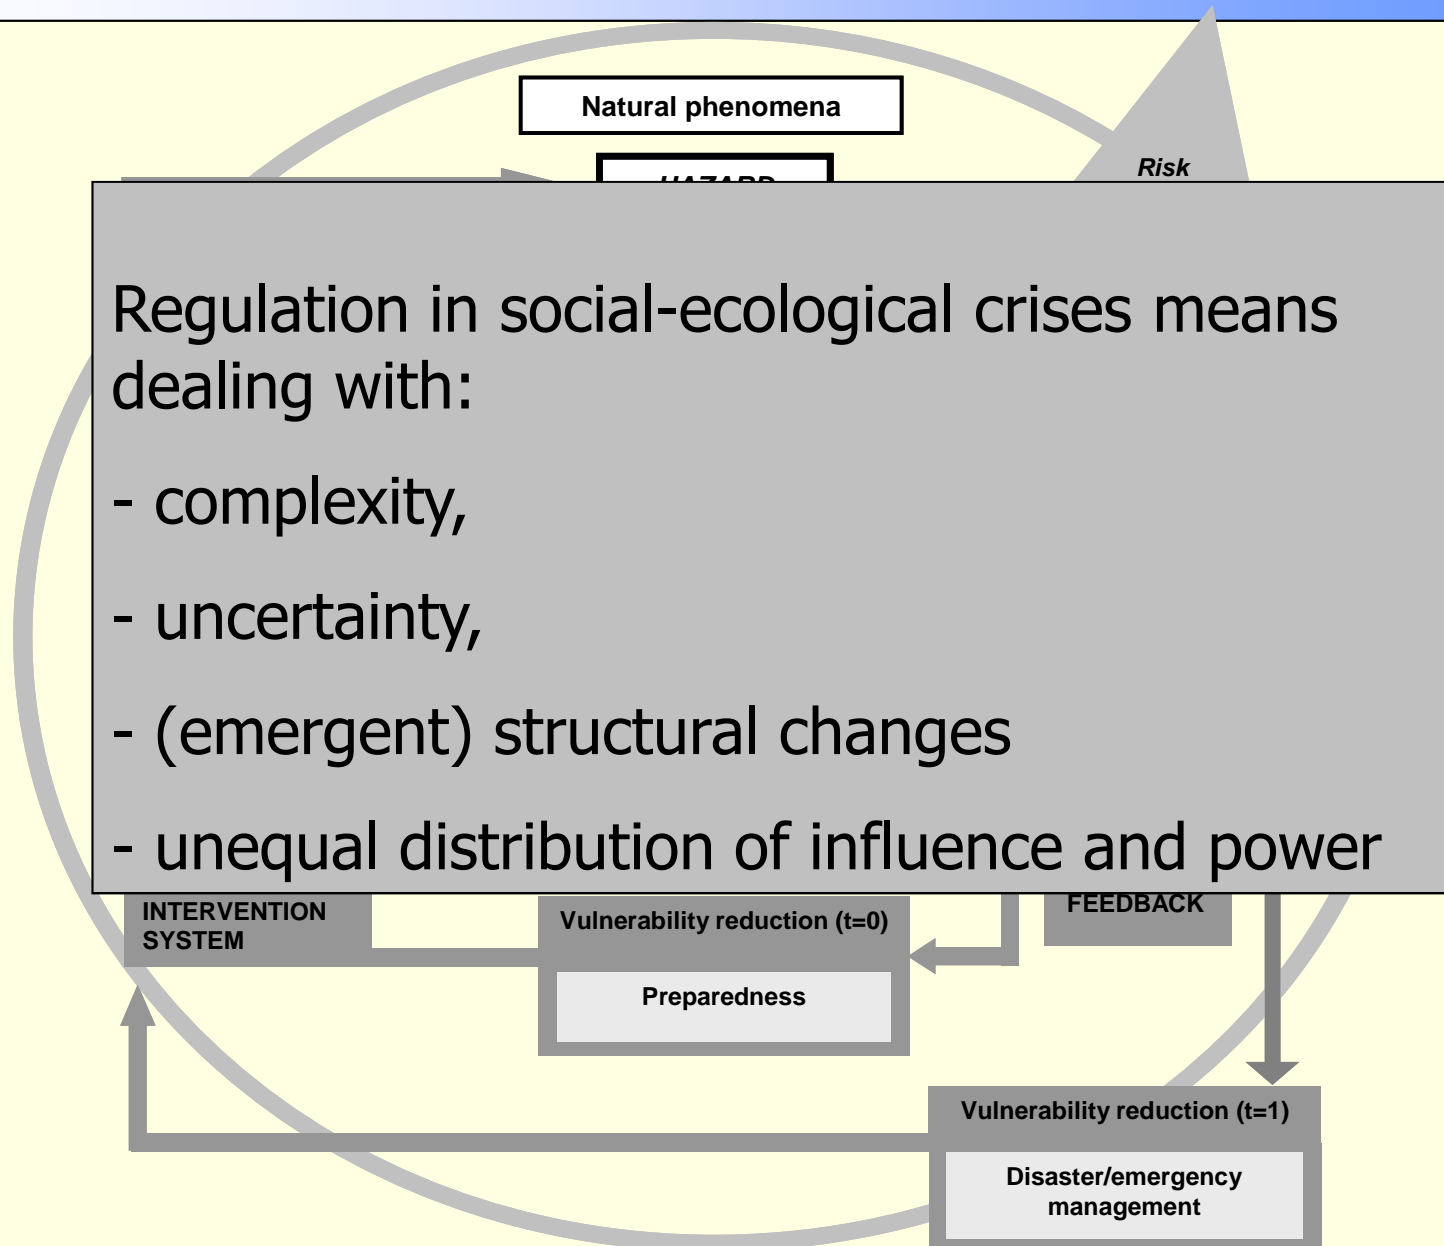 Natural phenomena
HAZARD
Risk
Regulation in social-ecological crises means
dealing with:
- complexity,
- uncertainty,
- (emergent) structural changes
- unequal distribution of influence and power
INTERVENTION
SYSTEM
Vulnerability reduction (t=0)
FEEDBACK
Preparedness
Vulnerability reduction (t=1)
Disaster/emergency
management